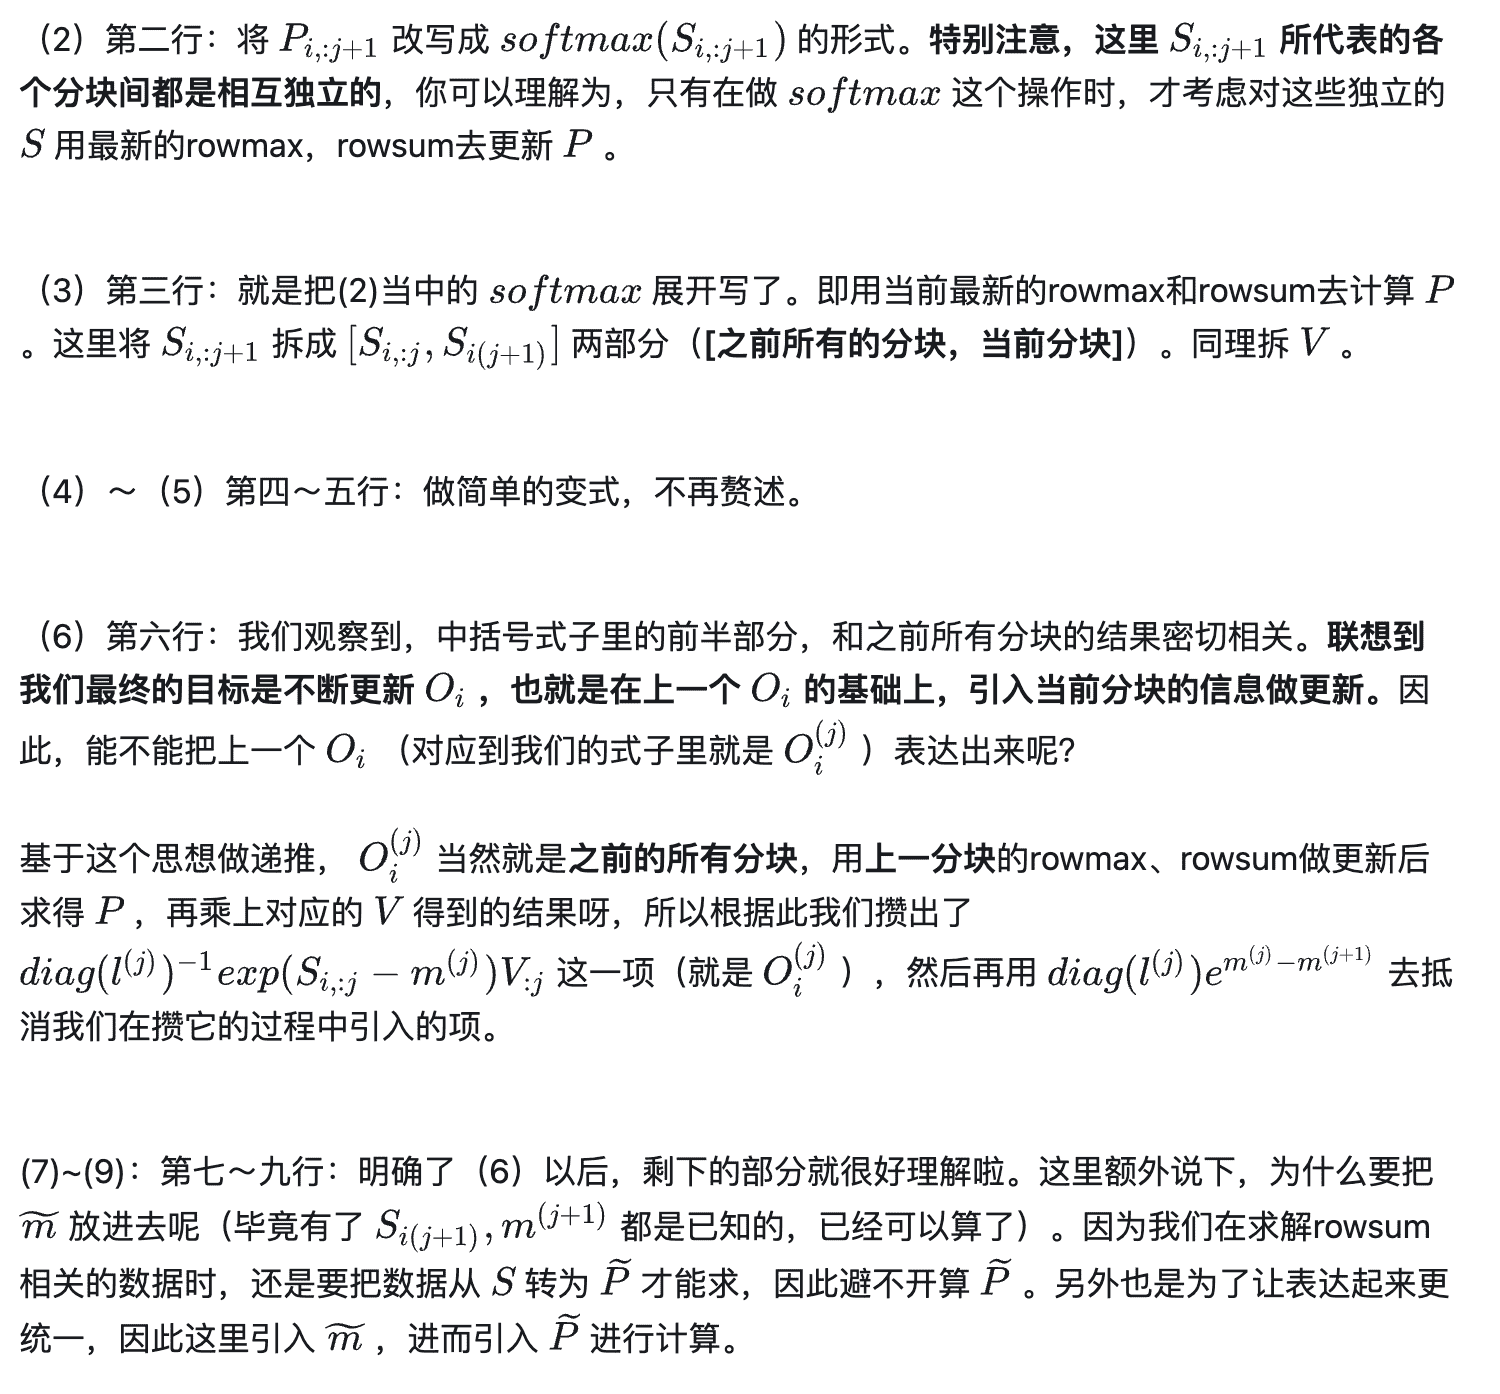 （2）第二行：将 $P_{i,:j+1}$ 改写成 $softmax(S_{i,:j+1})$ 的形式。特别注意，这里 $S_{i,:j+1}$ 所代表的各
个分块间都是相互独立的，你可以理解为，只有在做 $softmax$ 这个操作时，才考虑对这些独立的
$S$ 用最新的rowmax，rowsum去更新 $P$ 。
（3）第三行：就是把(2)当中的 $softmax$ 展开写了。即用当前最新的rowmax和rowsum去计算 $P$
。这里将 $S_{i,:j+1}$ 拆成 $[S_{i,:j}, S_{i(j+1)}]$ 两部分（[之前所有的分块，当前分块]）。同理拆 $V$ 。
（4）～（5）第四～五行：做简单的变式，不再赘述。
（6）第六行：我们观察到，中括号式子里的前半部分，和之前所有分块的结果密切相关。联想到
我们最终的目标是不断更新 $O_i$ ，也就是在上一个 $O_i$ 的基础上，引入当前分块的信息做更新。因
此，能不能把上一个 $O_i$ （对应到我们的式子里就是 $O_i^{(j)}$ ）表达出来呢？
基于这个思想做递推， $O_i^{(j)}$ 当然就是之前的所有分块，用上一分块的rowmax、rowsum做更新后
求得 $P$ ，再乘上对应的 $V$ 得到的结果呀，所以根据此我们攒出了
$diag(l^{(j)})^{-1}exp(S_{i,:j} - m^{(j)})V_{:j}$ 这一项（就是 $O_i^{(j)}$ ），然后再用 $diag(l^{(j)})e^{m^{(j)}-m^{(j+1)}}$ 去抵
消我们在攒它的过程中引入的项。
(7)~(9)：第七～九行：明确了（6）以后，剩下的部分就很好理解啦。这里额外说下，为什么要把
$\widetilde{m}$ 放进去呢（毕竟有了 $S_{i(j+1)}, m^{(j+1)}$ 都是已知的，已经可以算了）。因为我们在求解rowsum
相关的数据时，还是要把数据从 $S$ 转为 $\widetilde{P}$ 才能求，因此避不开算 $\widetilde{P}$ 。另外也是为了让表达起来更
统一，因此这里引入 $\widetilde{m}$ ，进而引入 $\widetilde{P}$ 进行计算。